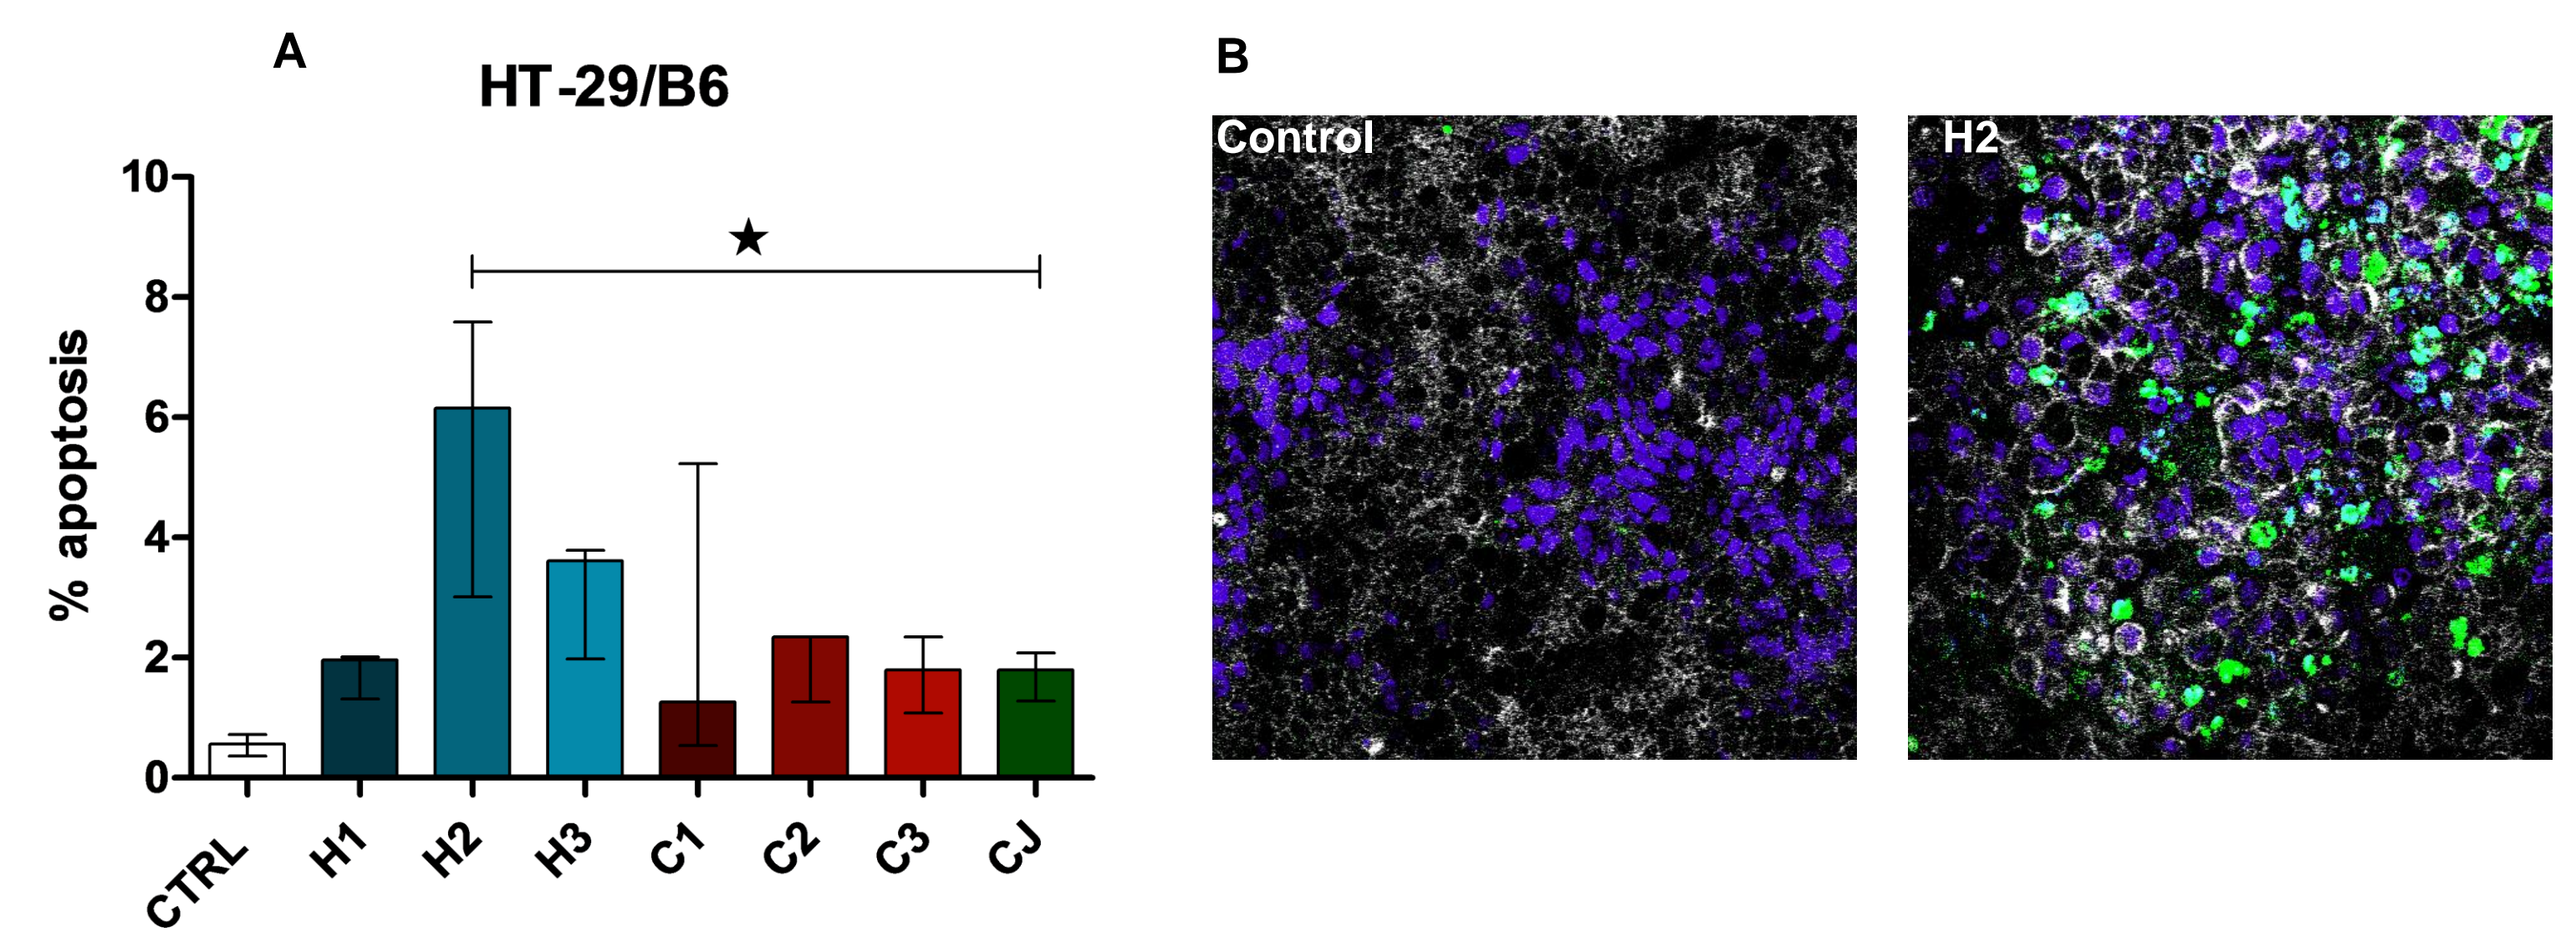 A
HT-29/B6
% apoptosis
10
8
6
4
2
0
★
CTRL
H1
H2
H3
C1
C2
C3
CJ
B
Control
H2